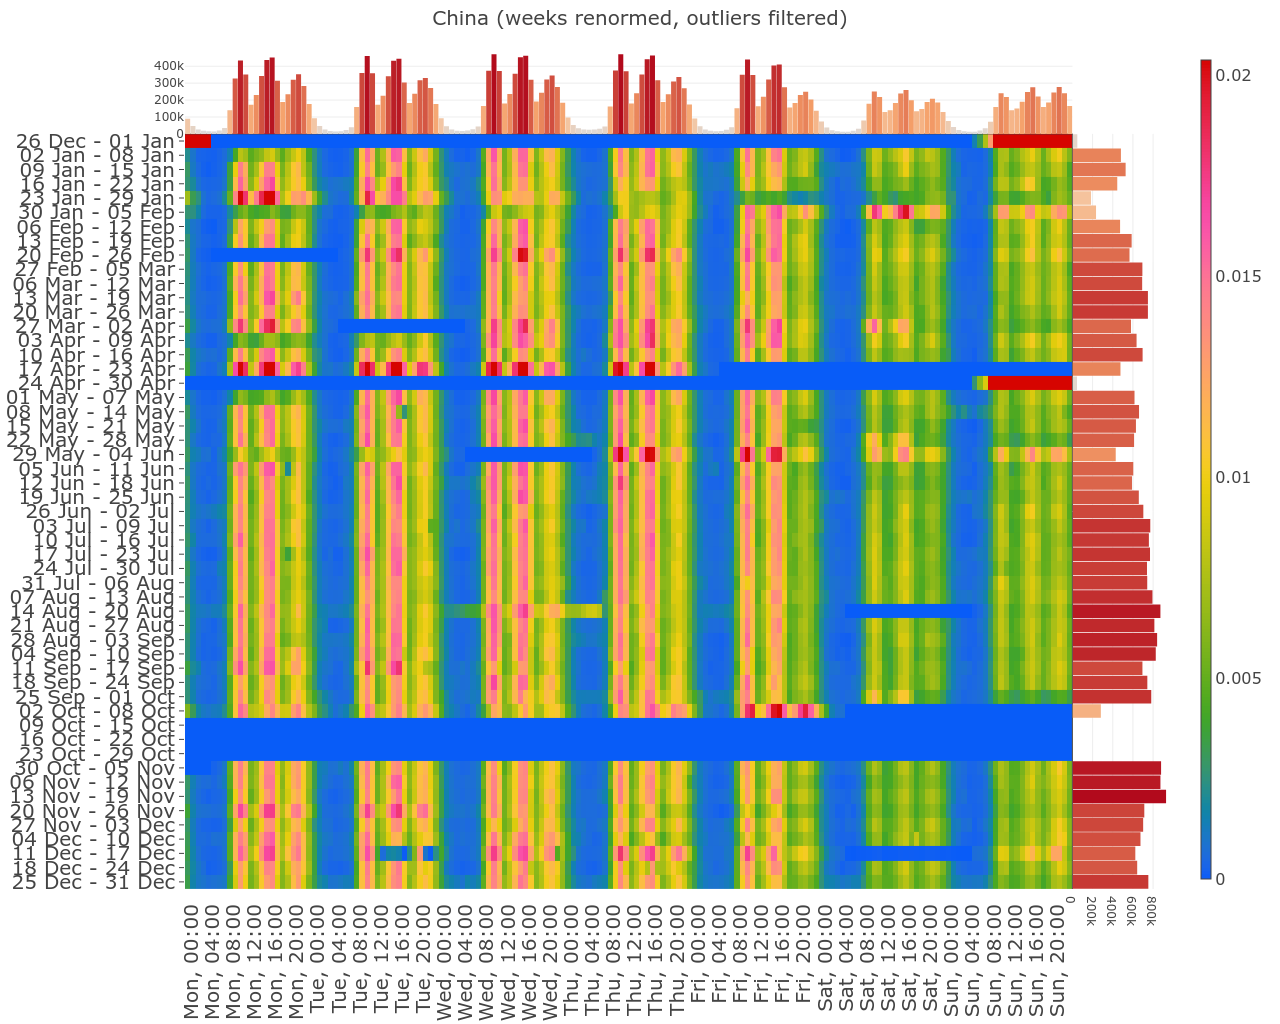 China (weeks renormed, outliers filtered)
400k
300k
200k
100k
0
26 Dec - 01 Jan
02 Jan - 08 Jan
09 Jan - 15 Jan
16 Jan - 22 Jan
23 Jan - 29 Jan
30 Jan - 05 Feb
06 Feb - 12 Feb
13 Feb - 19 Feb
20 Feb - 26 Feb
27 Feb - 05 Mar
06 Mar - 12 Mar
13 Mar - 19 Mar
20 Mar - 26 Mar
27 Mar - 02 Apr
03 Apr - 09 Apr
10 Apr - 16 Apr
17 Apr - 23 Apr
24 Apr - 30 Apr
01 May - 07 May
08 May - 14 May
15 May - 21 May
22 May - 28 May
29 May - 04 Jun
05 Jun - 11 Jun
12 Jun - 18 Jun
19 Jun - 25 Jun
26 Jun - 02 Jul
03 Jul - 09 Jul
10 Jul - 16 Jul
17 Jul - 23 Jul
24 Jul - 30 Jul
31 Jul - 06 Aug
07 Aug - 13 Aug
14 Aug - 20 Aug
21 Aug - 27 Aug
28 Aug - 03 Sep
04 Sep - 10 Sep
11 Sep - 17 Sep
18 Sep - 24 Sep
25 Sep - 01 Oct
02 Oct - 08 Oct
09 Oct - 15 Oct
16 Oct - 22 Oct
23 Oct - 29 Oct
30 Oct - 05 Nov
06 Nov - 12 Nov
13 Nov - 19 Nov
20 Nov - 26 Nov
27 Nov - 03 Dec
04 Dec - 10 Dec
11 Dec - 17 Dec
18 Dec - 24 Dec
25 Dec - 31 Dec
Mon, 00:00
Mon, 04:00
Mon, 08:00
Mon, 12:00
Mon, 16:00
Mon, 20:00
Tue, 00:00
Tue, 04:00
Tue, 08:00
Tue, 12:00
Tue, 16:00
Tue, 20:00
Wed, 00:00
Wed, 04:00
Wed, 08:00
Wed, 12:00
Wed, 16:00
Wed, 20:00
Thu, 00:00
Thu, 04:00
Thu, 08:00
Thu, 12:00
Thu, 16:00
Thu, 20:00
Fri, 00:00
Fri, 04:00
Fri, 08:00
Fri, 12:00
Fri, 16:00
Fri, 20:00
Sat, 00:00
Sat, 04:00
Sat, 08:00
Sat, 12:00
Sat, 16:00
Sat, 20:00
Sun, 00:00
Sun, 04:00
Sun, 08:00
Sun, 12:00
Sun, 16:00
Sun, 20:00
0
200k
400k
600k
800k
0.02
0.015
0.01
0.005
0